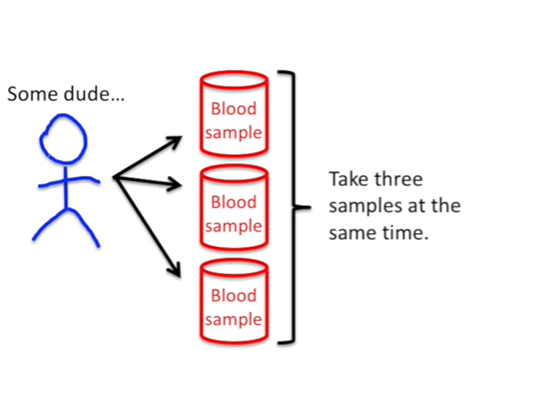 Some dude...
Blood
sample
Blood
sample
Blood
sample
Take three
samples at the
same time.